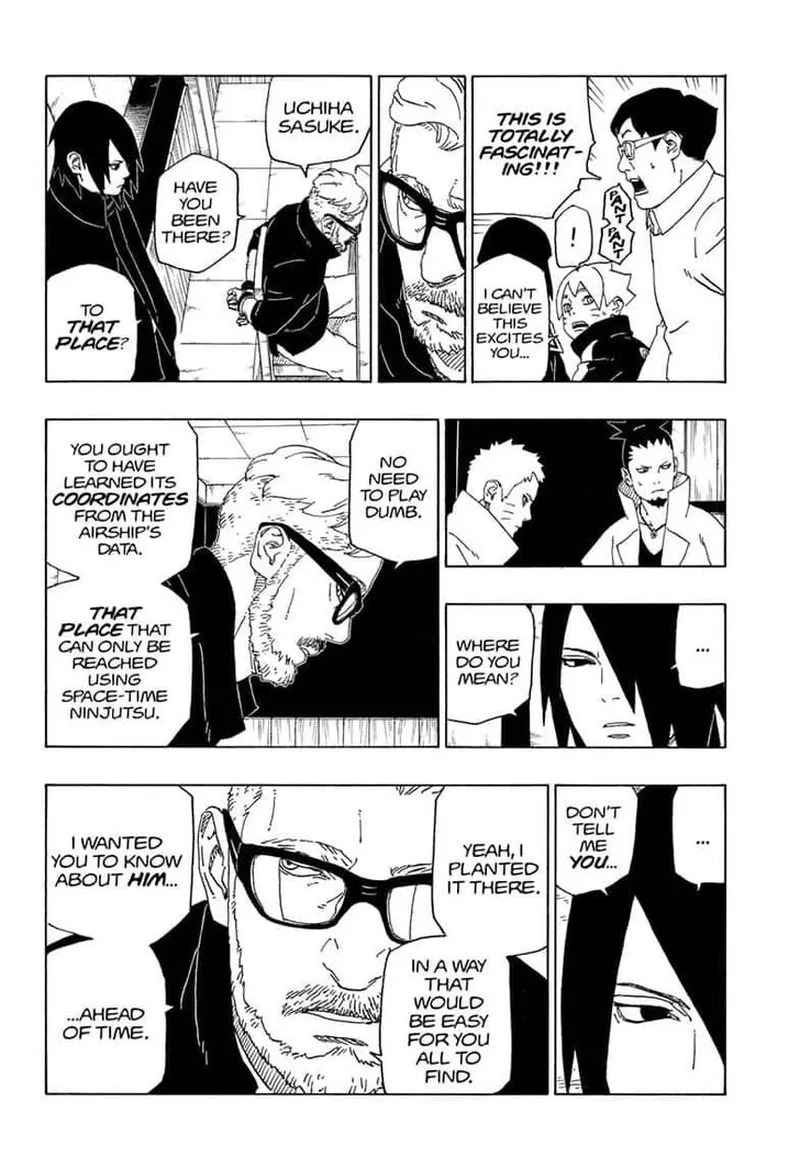 THIS IS
TOTALLY
FASCINAT-
ING!!!
PANT
PANT
!
I CAN'T
BELIEVE
THIS
EXCITES
YOU...
UCHIHA
SASUKE.
HAVE
YOU
BEEN
THERE?
TO
THAT
PLACE?
NO
NEED
TO PLAY
DUMB.
YOU OUGHT
TO HAVE
LEARNED ITS
COORDINATES
FROM THE
AIRSHIP'S
DATA.
THAT
PLACE THAT
CAN ONLY BE
REACHED
USING
SPACE-TIME
NINJUTSU.
...
WHERE
DO YOU
MEAN?
...
DON'T
TELL
ME
YOU...
YEAH, I
PLANTED
IT THERE.
IN A WAY
THAT
WOULD
BE EASY
FOR YOU
ALL TO
FIND.
I WANTED
YOU TO KNOW
ABOUT HIM...
...AHEAD
OF TIME.